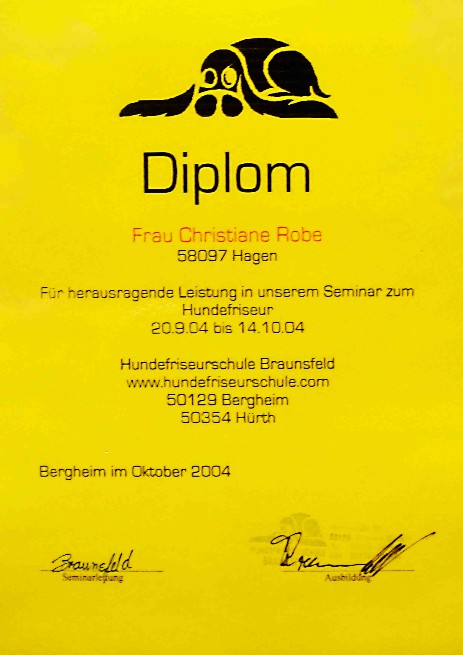 Diplom
Frau Christiane Robe
58097 Hagen
Für herausragende Leistung in unserem Seminar zum
Hundefriseur
20.9.04 bis 14.10.04
Hundefriseurschule Braunsfeld
www.hundefriseurschule.com
50129 Bergheim
50354 Hürth
Bergheim im Oktober 2004
Braunsfeld
Seminarleitung
Ausbildung